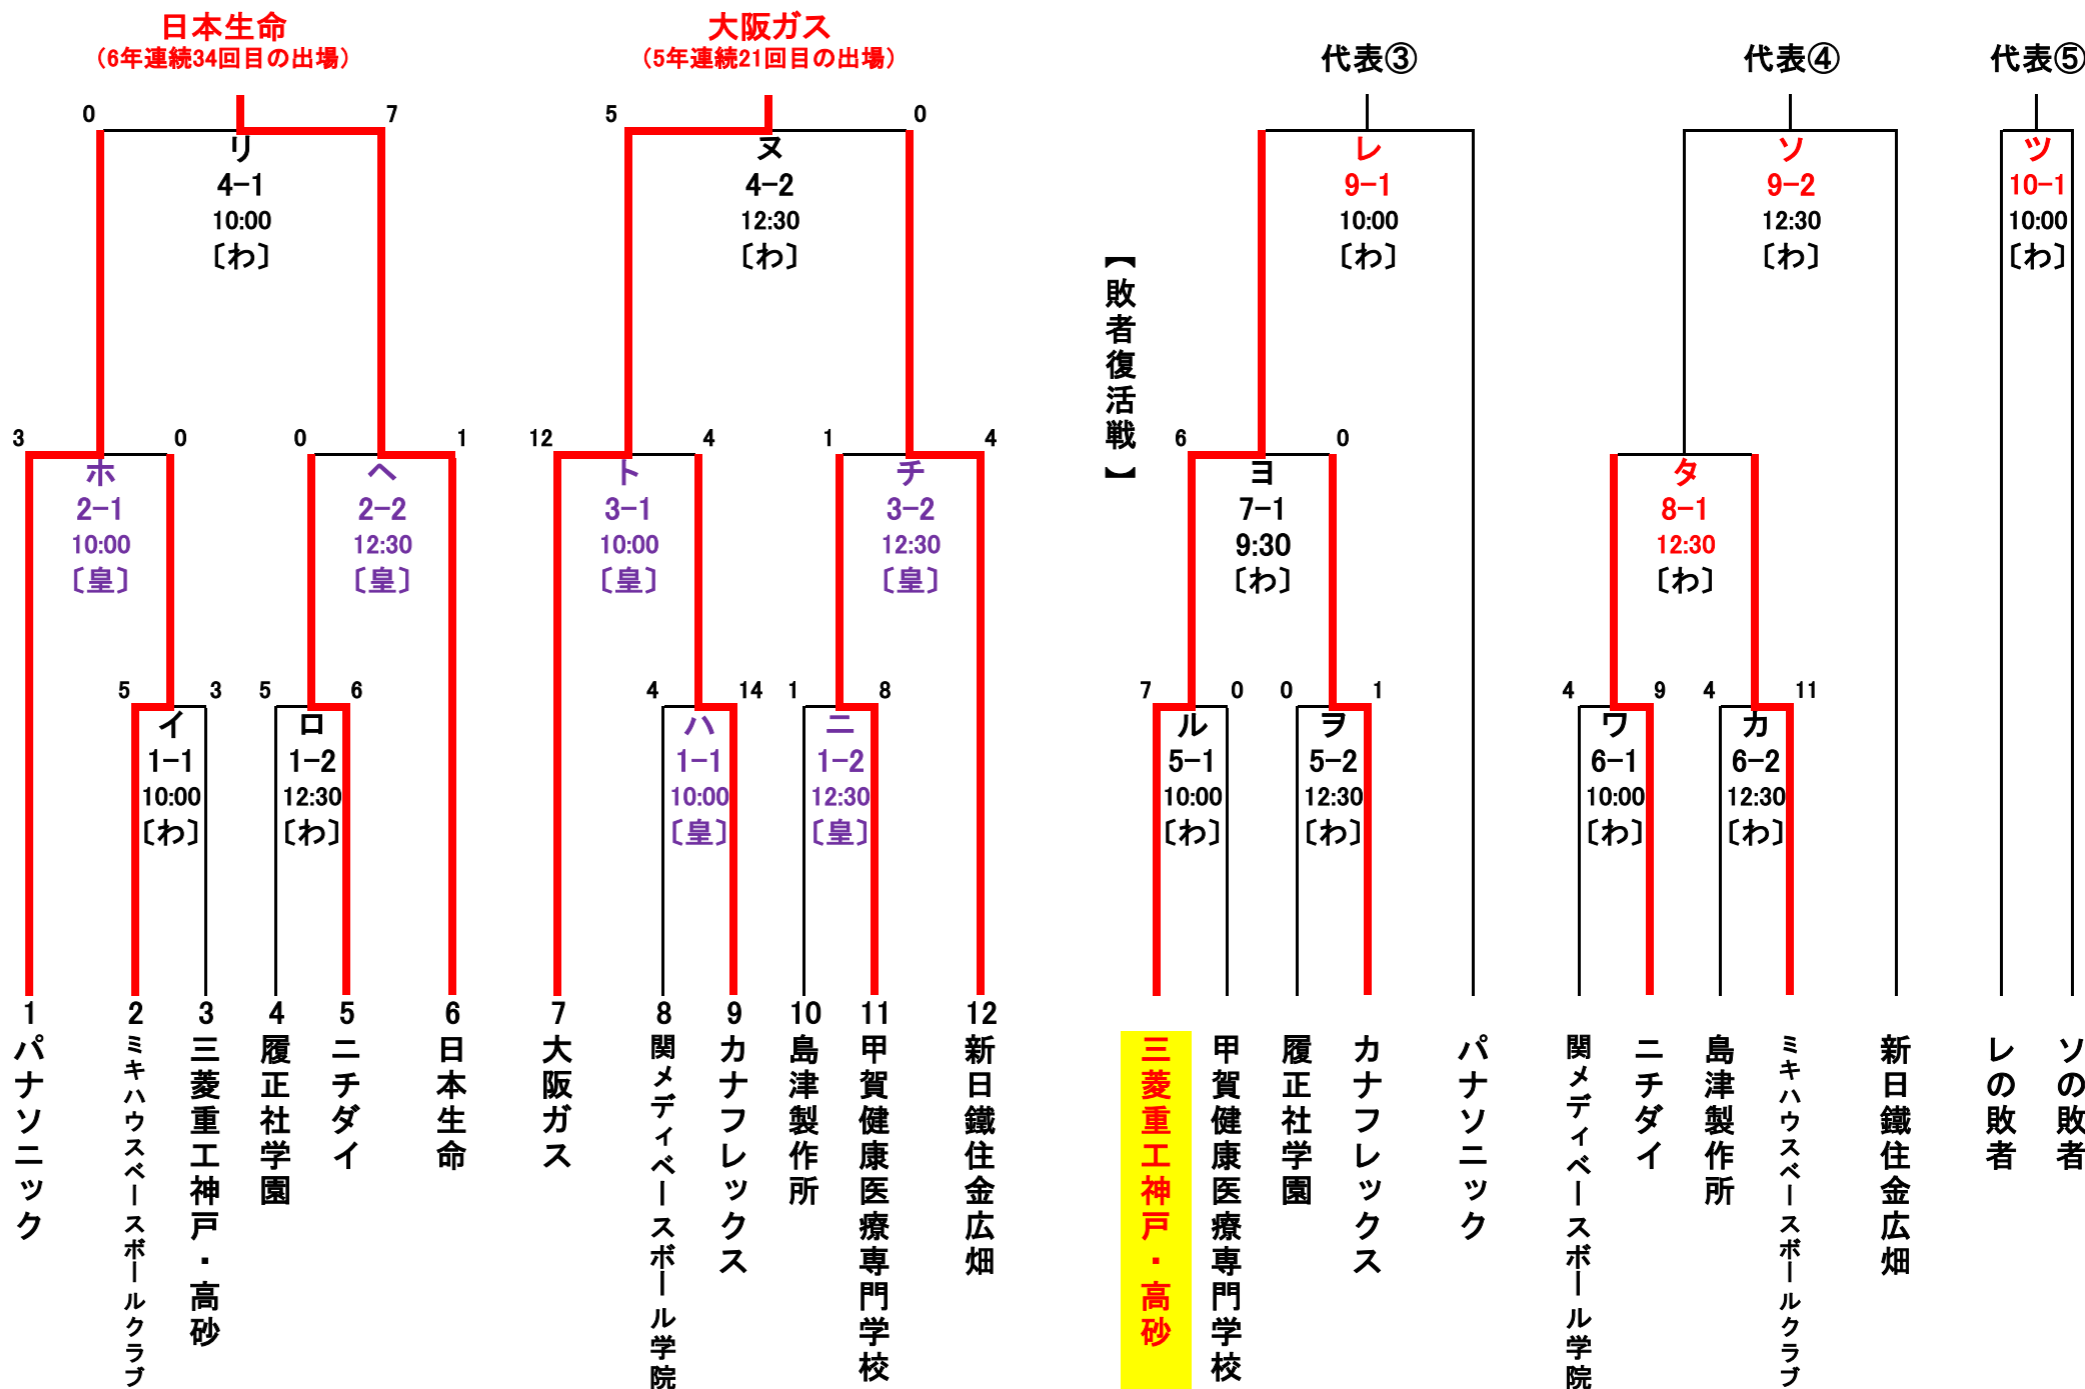 日本生命
（6年連続34回目の出場）
大阪ガス
（5年連続21回目の出場）
代表③
代表④
代表⑤
0
7
リ
4-1
10:00
〔わ〕
5
0
ヌ
4-2
12:30
〔わ〕
【敗者復活戦】
レ
9-1
10:00
〔わ〕
ソ
9-2
12:30
〔わ〕
ツ
10-1
10:00
〔わ〕
3
0
ホ
2-1
10:00
〔皇〕
0
1
ヘ
2-2
12:30
〔皇〕
12
4
ト
3-1
10:00
〔皇〕
1
4
チ
3-2
12:30
〔皇〕
6
0
ヨ
7-1
9:30
〔わ〕
タ
8-1
12:30
〔わ〕
5
3
イ
1-1
10:00
〔わ〕
5
6
ロ
1-2
12:30
〔わ〕
4
14
ハ
1-1
10:00
〔皇〕
1
8
ニ
1-2
12:30
〔皇〕
7
0
ル
5-1
10:00
〔わ〕
0
1
ヲ
5-2
12:30
〔わ〕
4
9
ワ
6-1
10:00
〔わ〕
4
11
カ
6-2
12:30
〔わ〕
1
パナソニック
2
ミキハウスベースボールクラブ
3
三菱重工神戸・高砂
4
履正社学園
5
ニチダイ
6
日本生命
7
大阪ガス
8
関メディベースボール学院
9
カナフレックス
10
島津製作所
11
甲賀健康医療専門学校
12
新日鐵住金広畑
三菱重工神戸・高砂
甲賀健康医療専門学校
履正社学園
カナフレックス
パナソニック
関メディベースボール学院
ニチダイ
島津製作所
ミキハウスベースボールクラブ
新日鐵住金広畑
レの敗者
ソの敗者